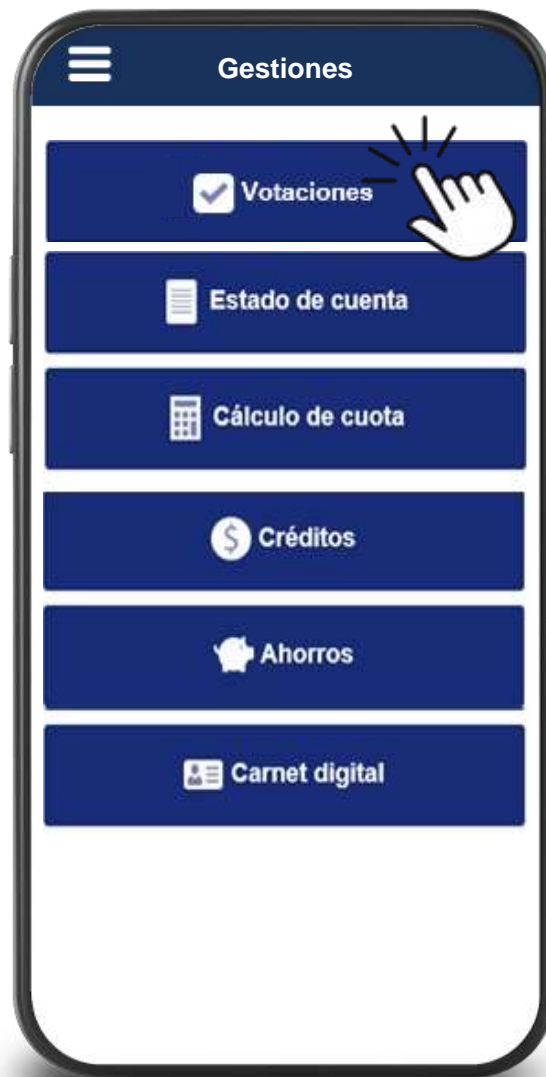 Gestiones
Votaciones
Estado de cuenta
Cálculo de cuota
Créditos
Ahorros
Carnet digital